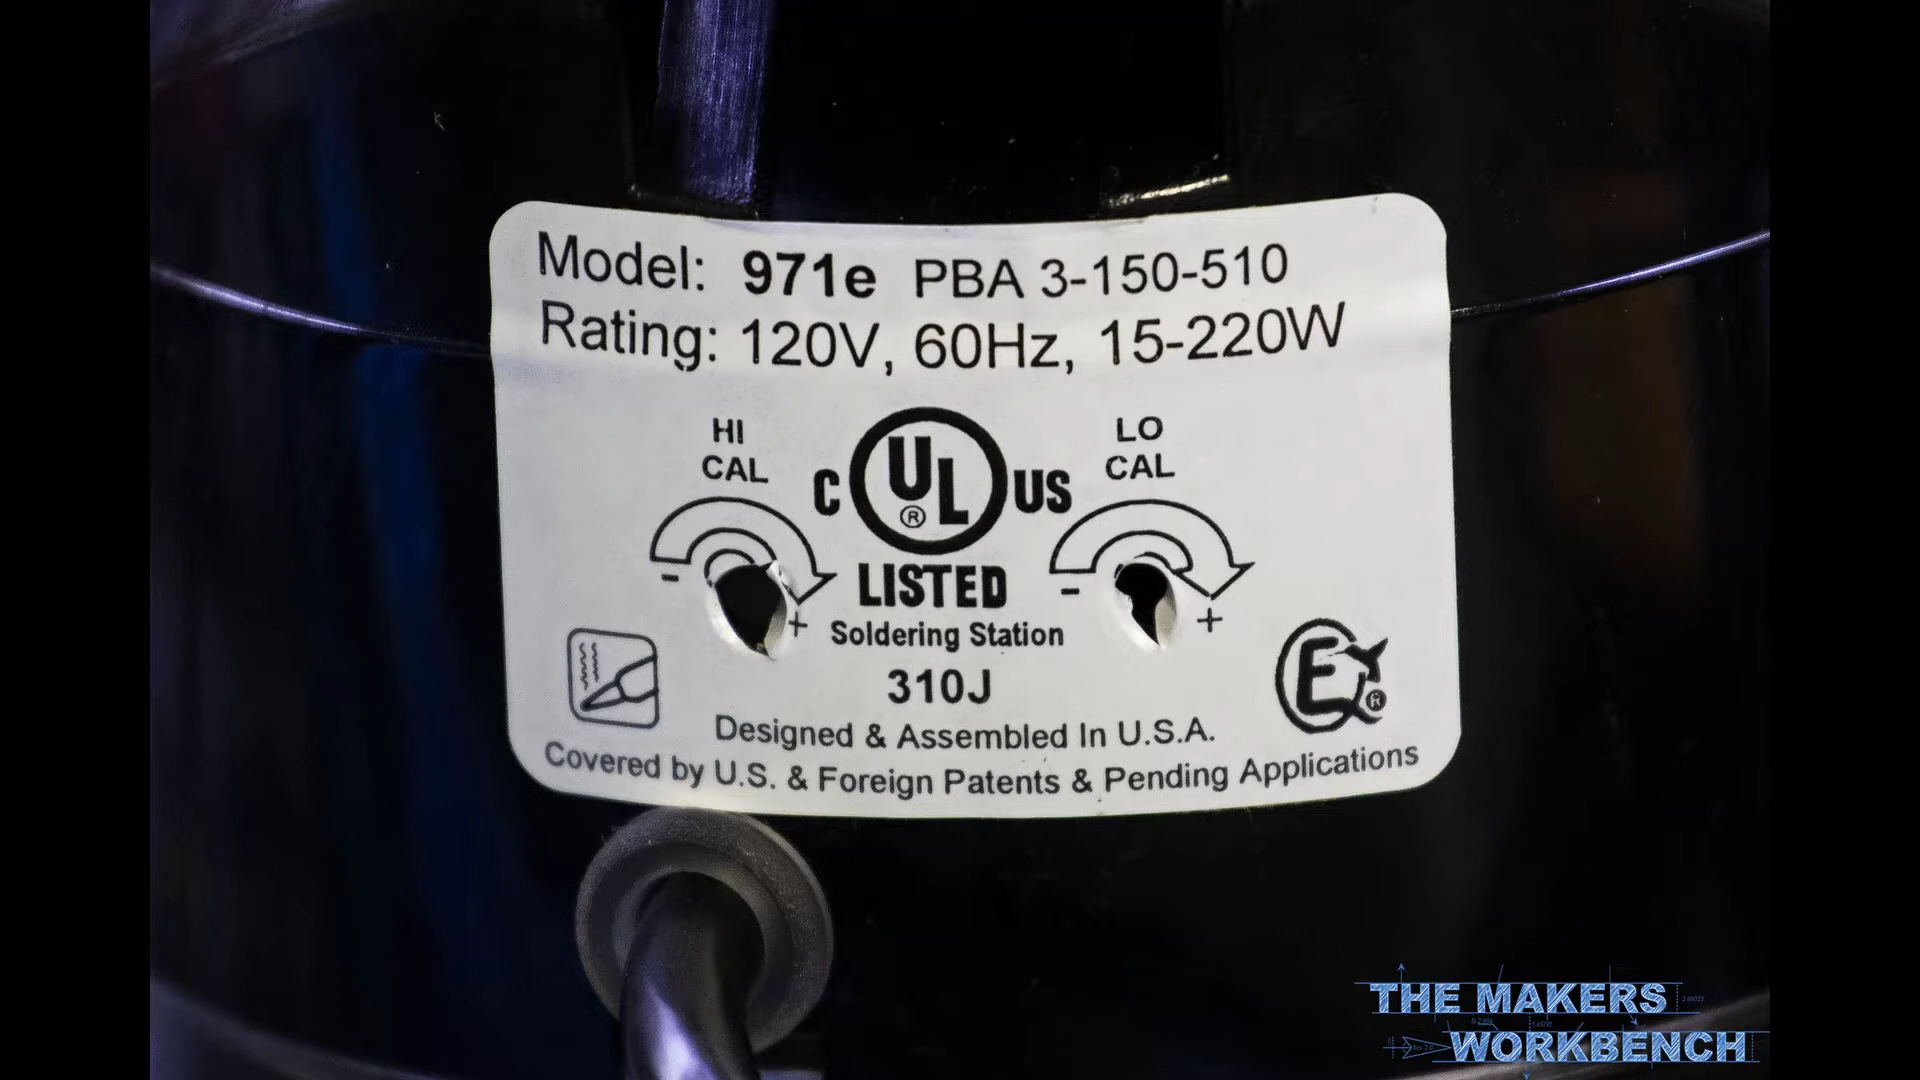 Model: 971e PBA 3-150-510
Rating: 120V, 60Hz, 15-220W
HI
CAL
C UL® US
LO
CAL
- +
LISTED
- +
Soldering Station
310J
E®
Designed & Assembled In U.S.A.
Covered by U.S. & Foreign Patents & Pending Applications
THE MAKERS
WORKBENCH